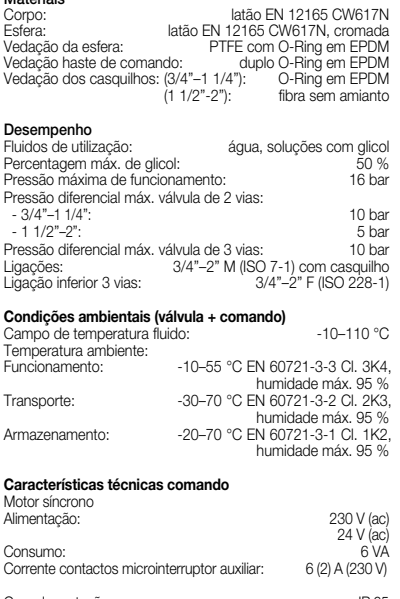 Materiais
Corpo: latão EN 12165 CW617N
Esfera: latão EN 12165 CW617N, cromada
Vedação da esfera: PTFE com O-Ring em EPDM
Vedação haste de comando: duplo O-Ring em EPDM
Vedação dos casquilhos: (3/4”–1 1/4”): O-Ring em EPDM
(1 1/2”-2”): fibra sem amianto
Desempenho
Fluidos de utilização: água, soluções com glicol
Percentagem máx. de glicol: 50 %
Pressão máxima de funcionamento: 16 bar
Pressão diferencial máx. válvula de 2 vias:
- 3/4”–1 1/4”: 10 bar
- 1 1/2”–2”: 5 bar
Pressão diferencial máx. válvula de 3 vias: 10 bar
Ligações: 3/4”–2” M (ISO 7-1) com casquilho
Ligação inferior 3 vias: 3/4”–2” F (ISO 228-1)
Condições ambientais (válvula + comando)
Campo de temperatura fluido: -10–110 °C
Temperatura ambiente:
Funcionamento: -10–55 °C EN 60721-3-3 Cl. 3K4,
humidade máx. 95 %
Transporte: -30–70 °C EN 60721-3-2 Cl. 2K3,
humidade máx. 95 %
Armazenamento: -20–70 °C EN 60721-3-1 Cl. 1K2,
humidade máx. 95 %
Características técnicas comando
Motor síncrono
Alimentação: 230 V (ac)
24 V (ac)
Consumo: 6 VA
Corrente contactos microinterruptor auxiliar: 6 (2) A (230 V)